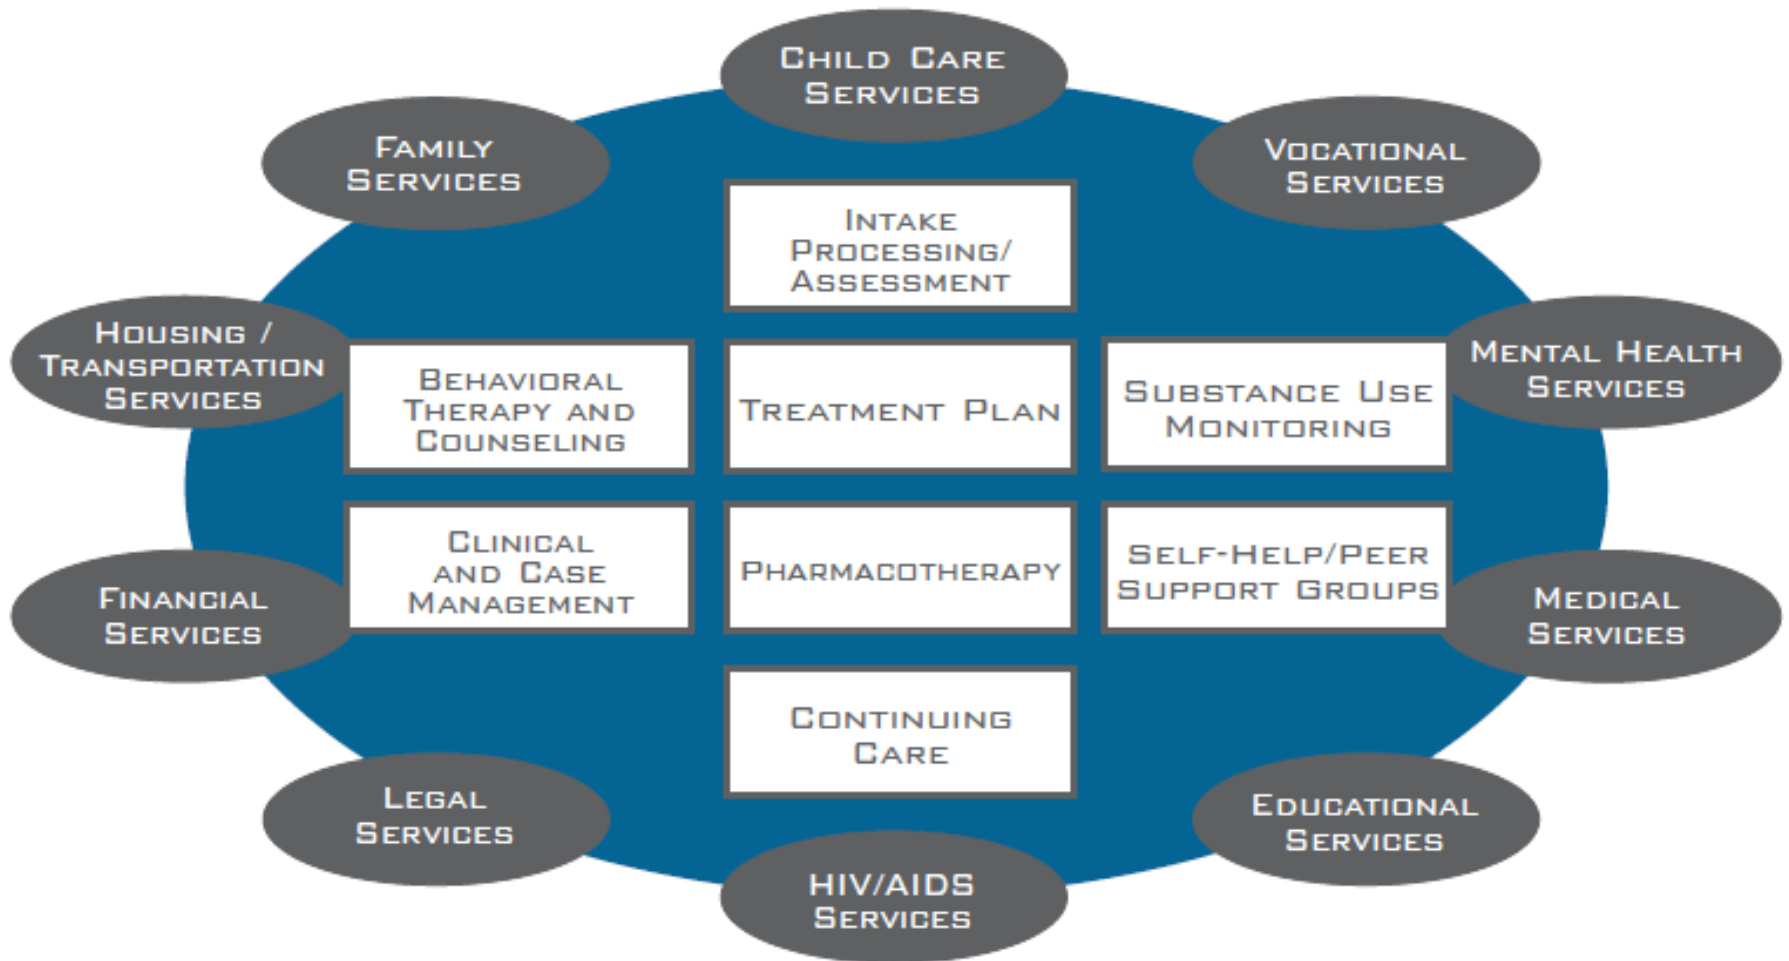 Child Care
Services
Family
Services
Vocational
Services
Intake
Processing/
Assessment
Housing /
Transportation
Services
Mental Health
Services
Behavioral
Therapy and
Counseling
Treatment Plan
Substance Use
Monitoring
Clinical
and Case
Management
Pharmacotherapy
Self-Help/Peer
Support Groups
Financial
Services
Medical
Services
Continuing
Care
Legal
Services
Educational
Services
HIV/AIDS
Services